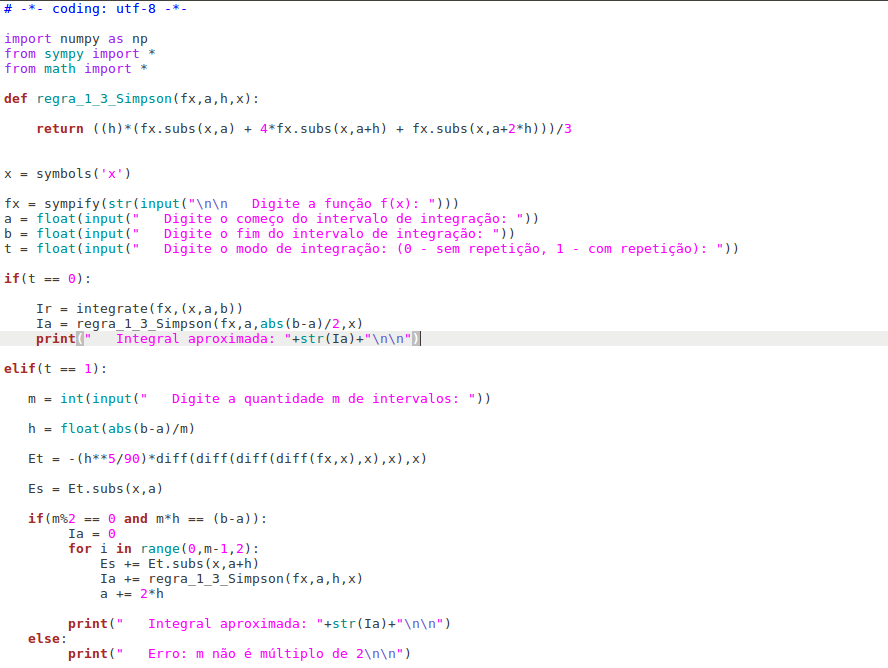 # -*- coding: utf-8 -*-
import numpy as np
from sympy import *
from math import *
def regra_1_3_Simpson(fx,a,h,x):
    return ((h)*(fx.subs(x,a) + 4*fx.subs(x,a+h) + fx.subs(x,a+2*h)))/3
x = symbols('x')
fx = sympify(str(input("\n\n   Digite a função f(x): ")))
a = float(input("   Digite o começo do intervalo de integração: "))
b = float(input("   Digite o fim do intervalo de integração: "))
t = float(input("   Digite o modo de integração: (0 - sem repetição, 1 - com repetição): "))
if(t == 0):
    Ir = integrate(fx,(x,a,b))
    Ia = regra_1_3_Simpson(fx,a,abs(b-a)/2,x)
    print("   Integral aproximada: "+str(Ia)+"\n\n")
elif(t == 1):
   m = int(input("   Digite a quantidade m de intervalos: "))
   h = float(abs(b-a)/m)
   Et = -(h**5/90)*diff(diff(diff(diff(fx,x),x),x),x)
   Es = Et.subs(x,a)
   if(m%2 == 0 and m*h == (b-a)):
        Ia = 0
        for i in range(0,m-1,2):
            Es += Et.subs(x,a+h)
            Ia += regra_1_3_Simpson(fx,a,h,x)
            a += 2*h
        print("   Integral aproximada: "+str(Ia)+"\n\n")
   else:
        print("   Erro: m não é múltiplo de 2\n\n")